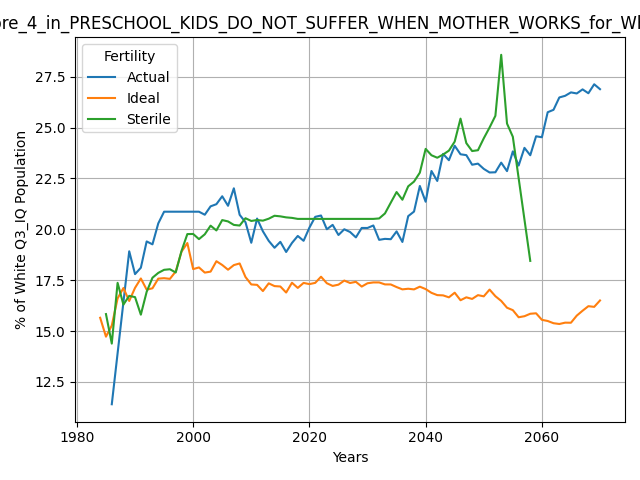 ore_4_in_PRESCHOOL_KIDS_DO_NOT_SUFFER_WHEN_MOTHER_WORKS_for_Wh
Fertility
Actual
Ideal
Sterile
27.5
25.0
22.5
20.0
17.5
15.0
12.5
% of White Q3_IQ Population
1980
2000
2020
2040
2060
Years